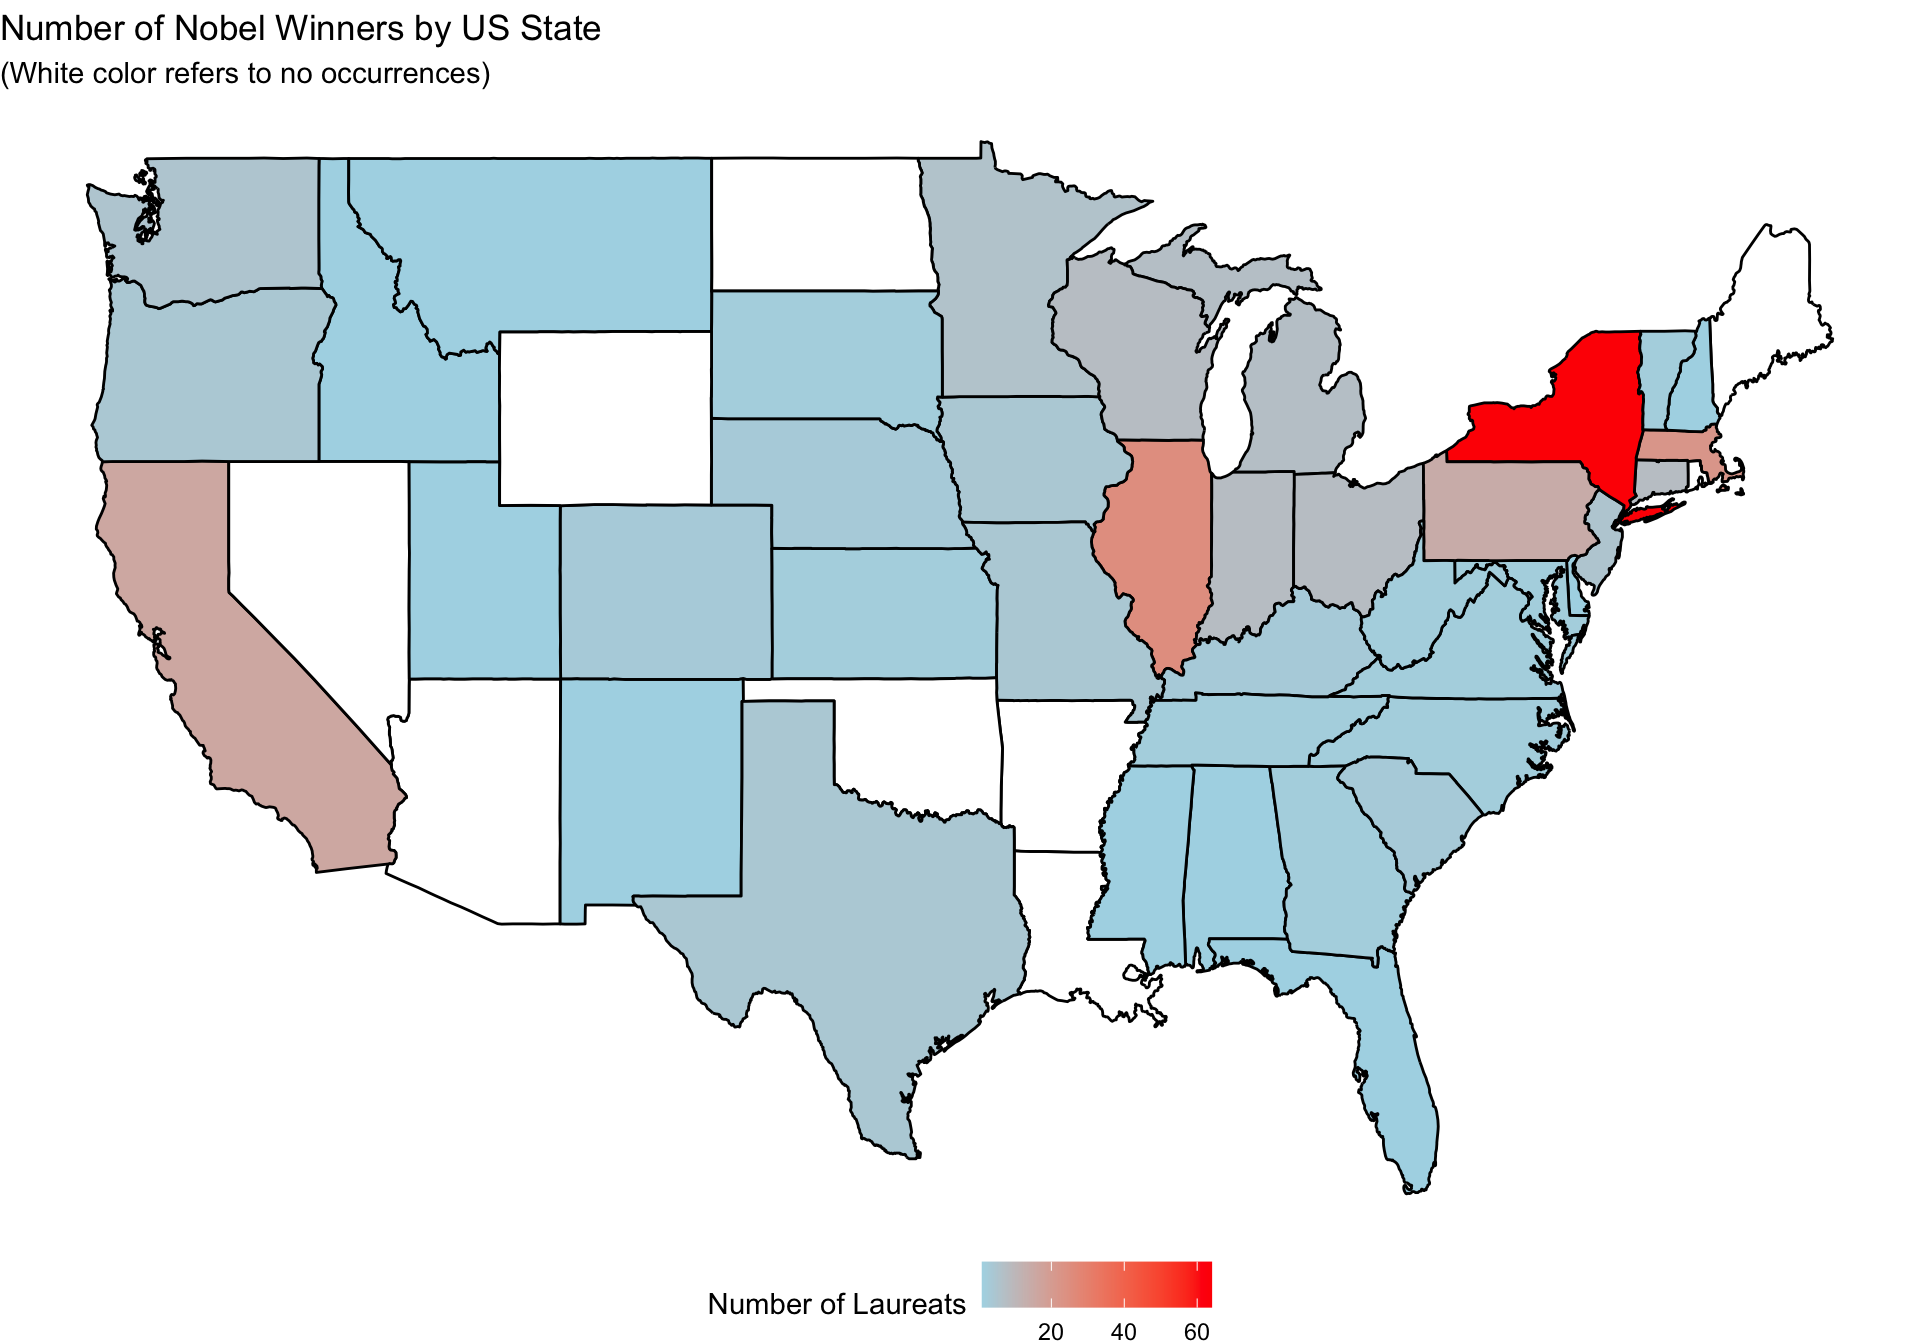 Number of Nobel Winners by US State
(White color refers to no occurrences)
Number of Laureats
20 40 60